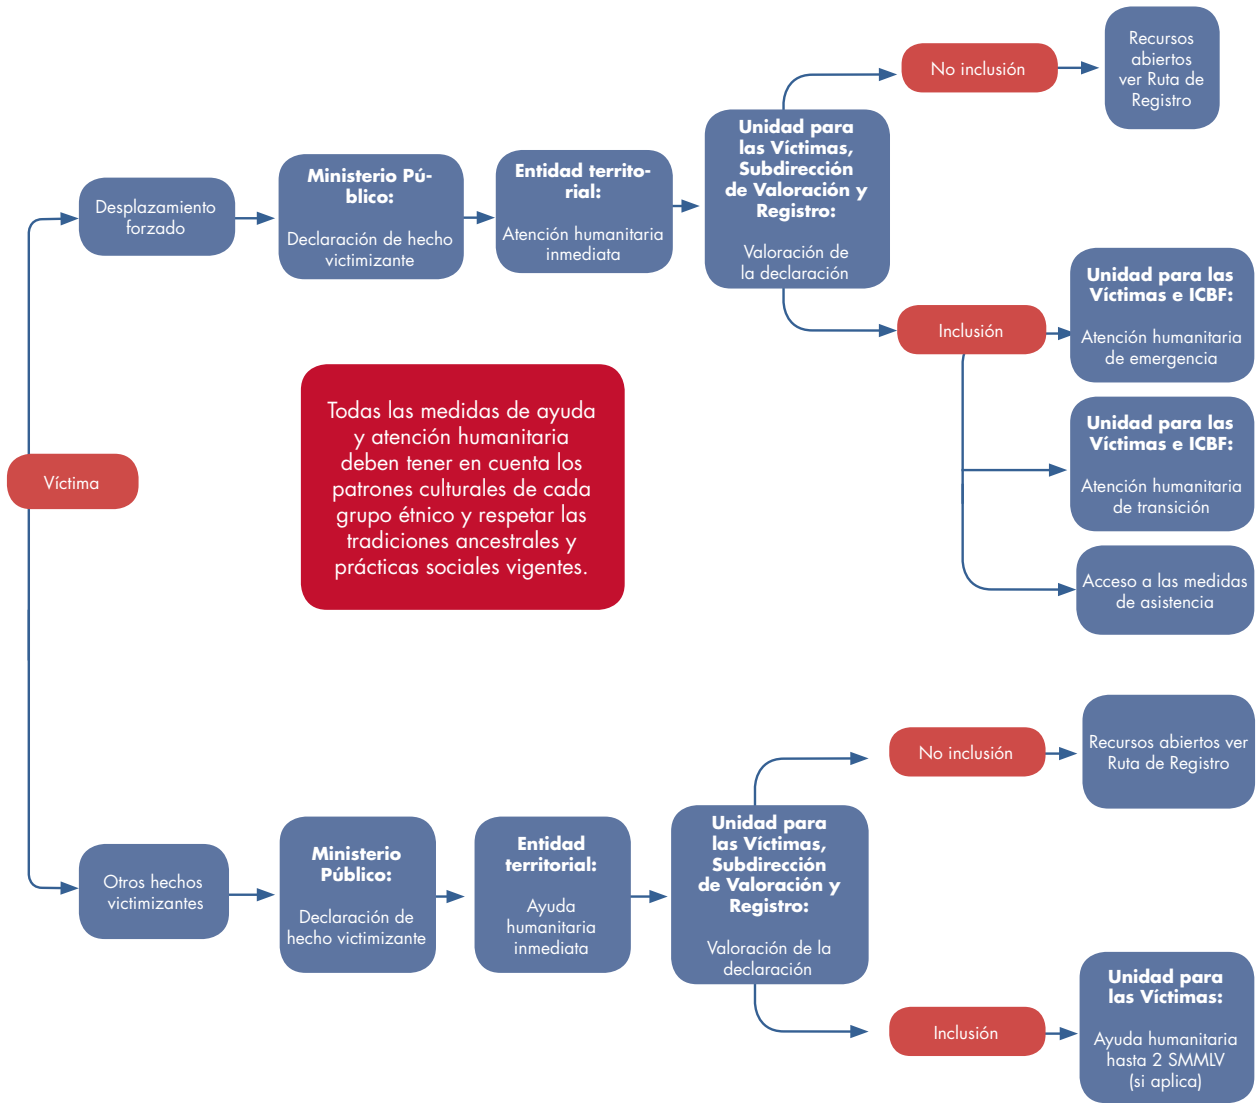 Víctima
Desplazamiento
forzado
Ministerio Pú-
blico:
Declaración de hecho
victimizante
Entidad territo-
rial:
Atención humanitaria
inmediata
Unidad para
las Víctimas,
Subdirección
de Valoración y
Registro:
Valoración de
la declaración
No inclusión
Recursos
abiertos
ver Ruta de
Registro
Inclusión
Unidad para las
Víctimas e ICBF:
Atención humanitaria
de emergencia
Unidad para las
Víctimas e ICBF:
Atención humanitaria
de transición
Acceso a las medidas
de asistencia
Todas las medidas de ayuda
y atención humanitaria
deben tener en cuenta los
patrones culturales de cada
grupo étnico y respetar las
tradiciones ancestrales y
prácticas sociales vigentes.
Otros hechos
victimizantes
Ministerio
Público:
Declaración de
hecho victimizante
Entidad
territorial:
Ayuda
humanitaria
inmediata
Unidad para
las Víctimas,
Subdirección
de Valoración y
Registro:
Valoración de la
declaración
No inclusión
Recursos abiertos ver
Ruta de Registro
Inclusión
Unidad para
las Víctimas:
Ayuda humanitaria
hasta 2 SMMLV
(si aplica)